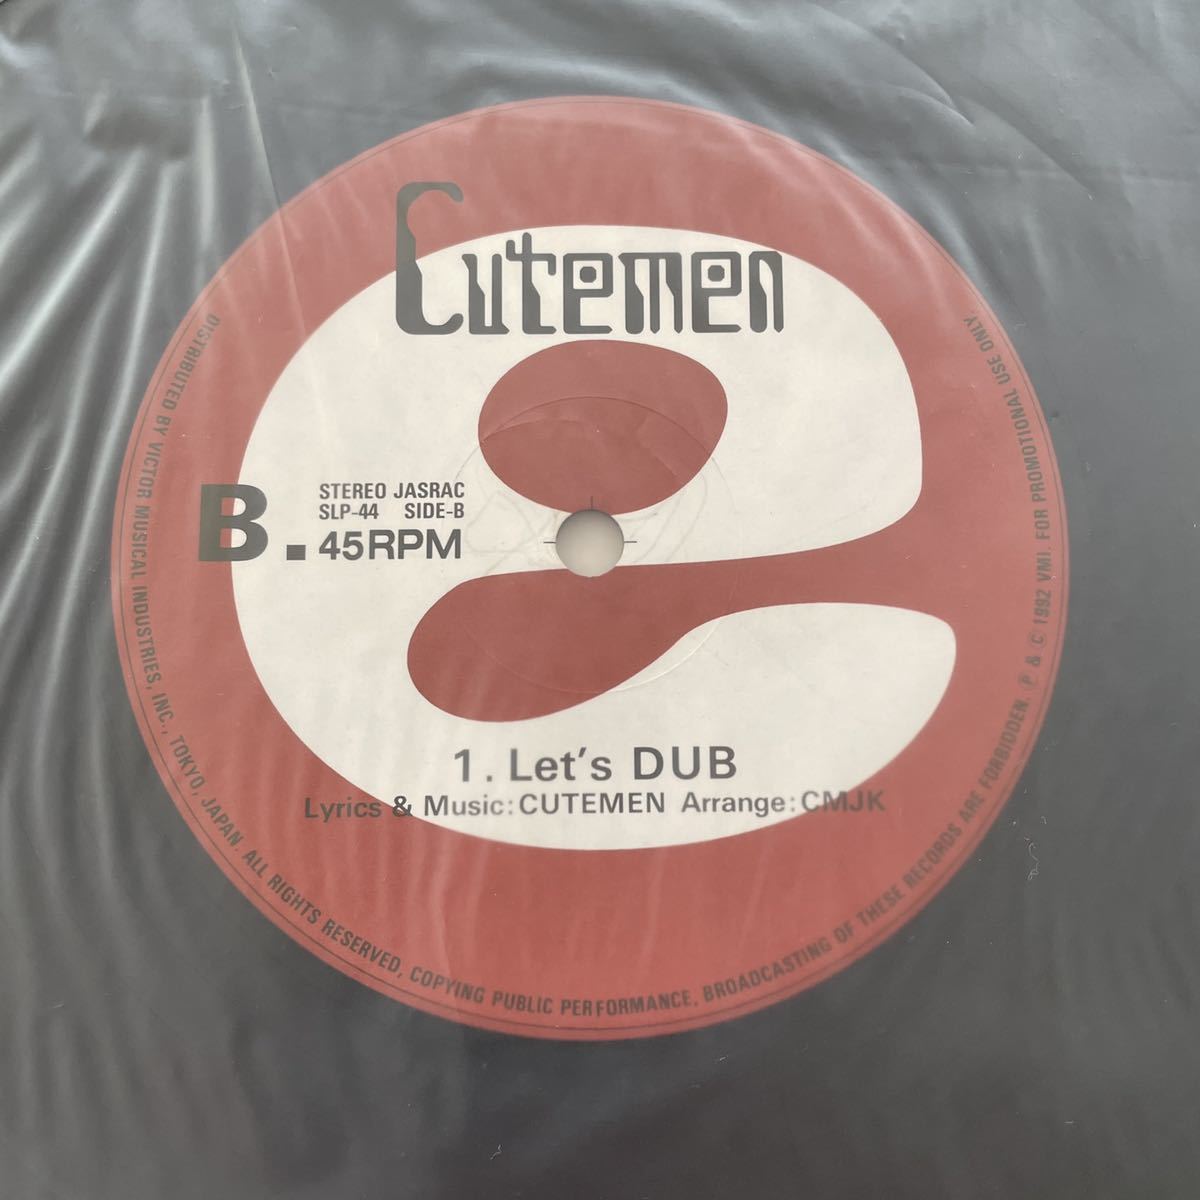 Cutemen
B.
STEREO JASRAC
SLP-44 SIDE-B
45RPM
1. Let's DUB
Lyrics & Music: CUTEMEN Arrange: CMJK
DISTRIBUTED BY VICTOR MUSICAL INDUSTRIES, INC., TOKYO, JAPAN. ALL RIGHTS RESERVED, COPYING PUBLIC PERFORMANCE, BROADCASTING OF THESE RECORDS ARE FORBIDDEN. Ⓟ & © 1992 VMI. FOR PROMOTIONAL USE ONLY.